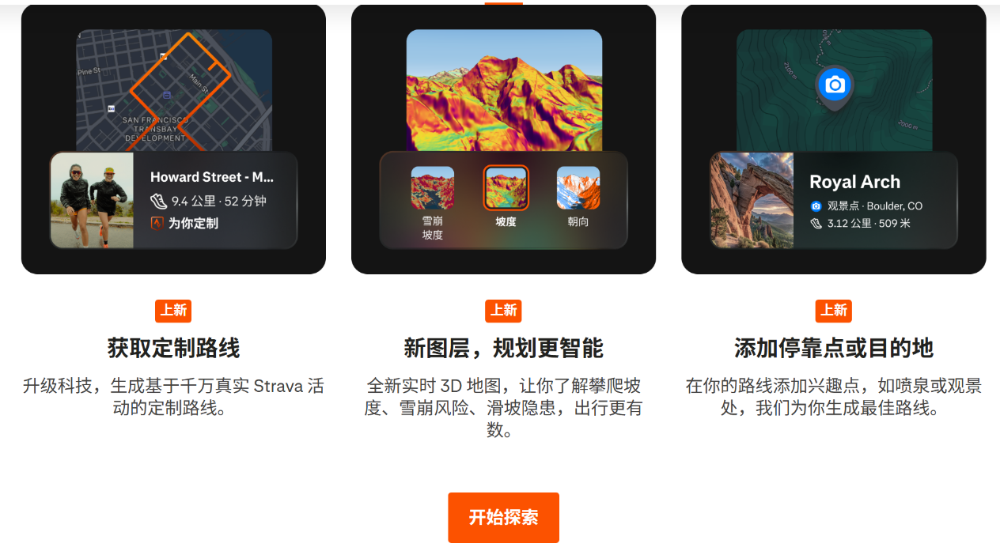 Pine St
Main St
SAN FRANCISCO
TRANSBAY
DEVELOPMENT
Howard Street - M...
9.4 公里 · 52 分钟
为你定制
上新
获取定制路线
升级科技，生成基于千万真实 Strava 活
动的定制路线。
雪崩
坡度
坡度
朝向
上新
新图层，规划更智能
全新实时 3D 地图，让你了解攀爬坡
度、雪崩风险、滑坡隐患，出行更有
数。
2100 m
2000 m
Royal Arch
观景点 · Boulder, CO
3.12 公里 · 509 米
上新
添加停靠点或目的地
在你的路线添加兴趣点，如喷泉或观景
处，我们为你生成最佳路线。
开始探索